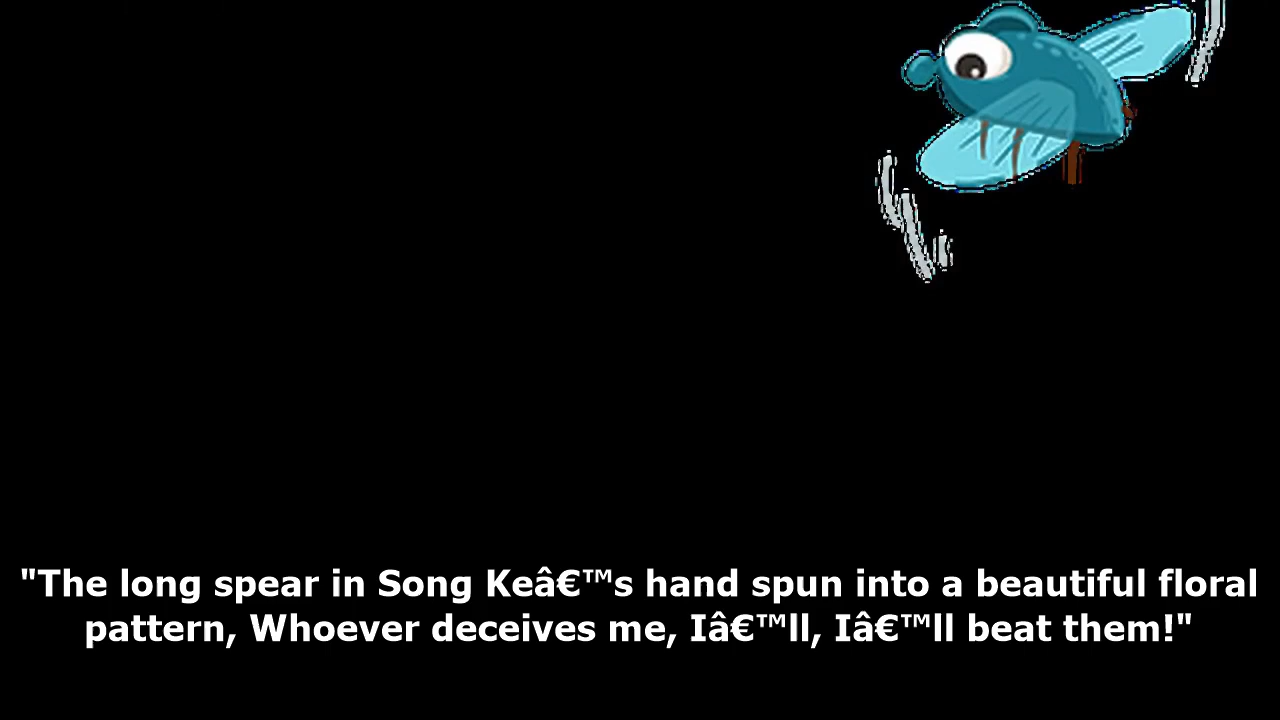 "The long spear in Song Keâ€™s hand spun into a beautiful floral
pattern, Whoever deceives me, Iâ€™ll, Iâ€™ll beat them!"